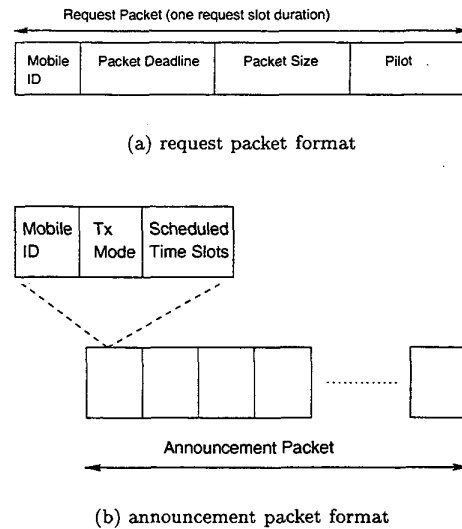 Request Packet (one request slot duration)
Mobile ID
Packet Deadline
Packet Size
Pilot
(a) request packet format
Mobile ID
Tx Mode
Scheduled Time Slots
Announcement Packet
(b) announcement packet format